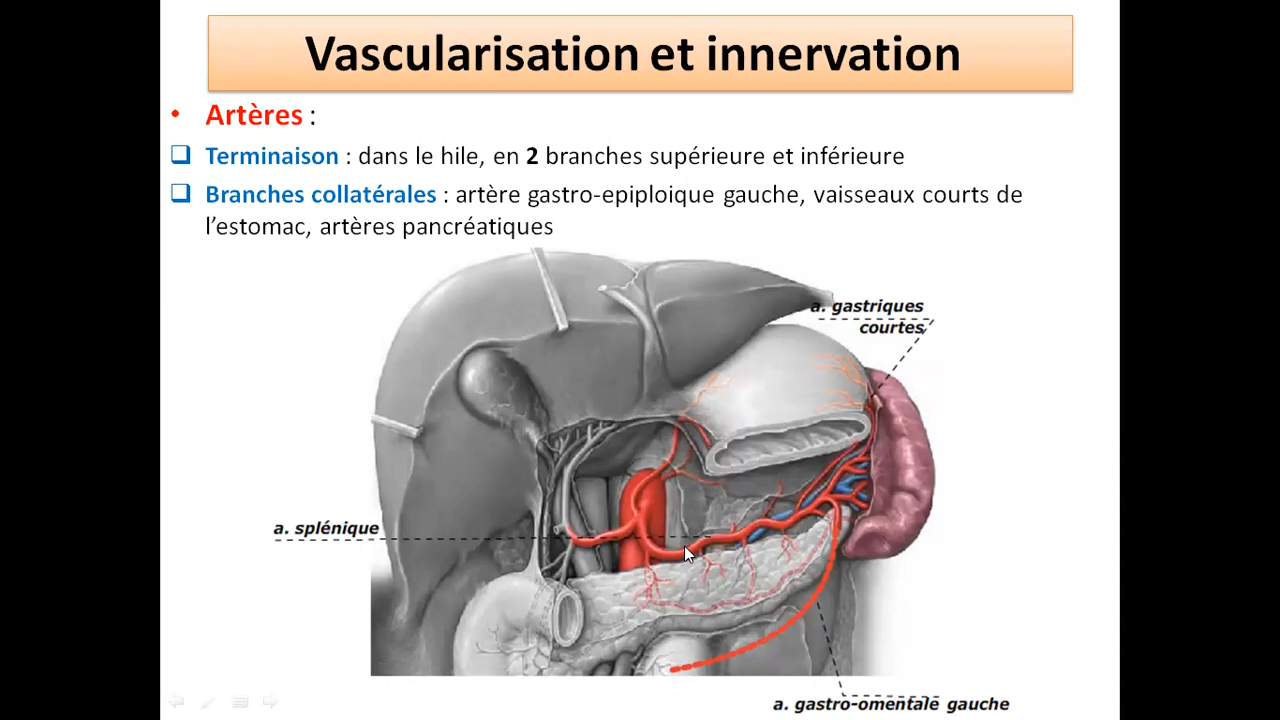 Vascularisation et innervation
• Artères :
❑ Terminaison : dans le hile, en 2 branches supérieure et inférieure
❑ Branches collatérales : artère gastro-epiploique gauche, vaisseaux courts de
l’estomac, artères pancréatiques
a. gastriques
courtes
a. splénique
a. gastro-omentale gauche